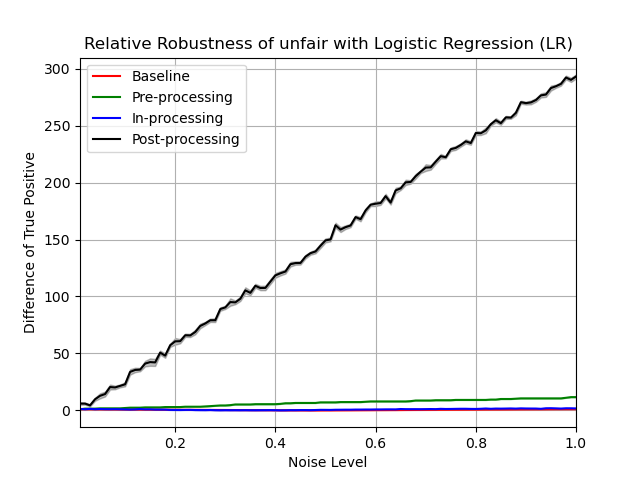 Relative Robustness of unfair with Logistic Regression (LR)
300
250
200
150
100
50
0
Difference of True Positive
Baseline
Pre-processing
In-processing
Post-processing
0.2
0.4
0.6
0.8
1.0
Noise Level